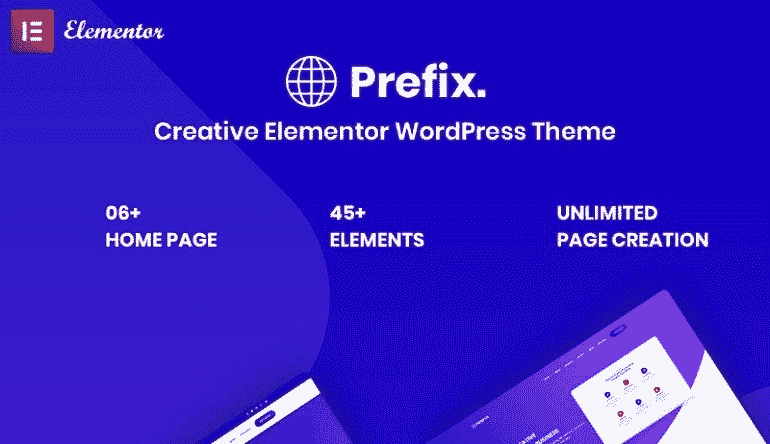 Elementor
Prefix.
Creative Elementor WordPress Theme
06+
HOME PAGE
45+
ELEMENTS
UNLIMITED
PAGE CREATION